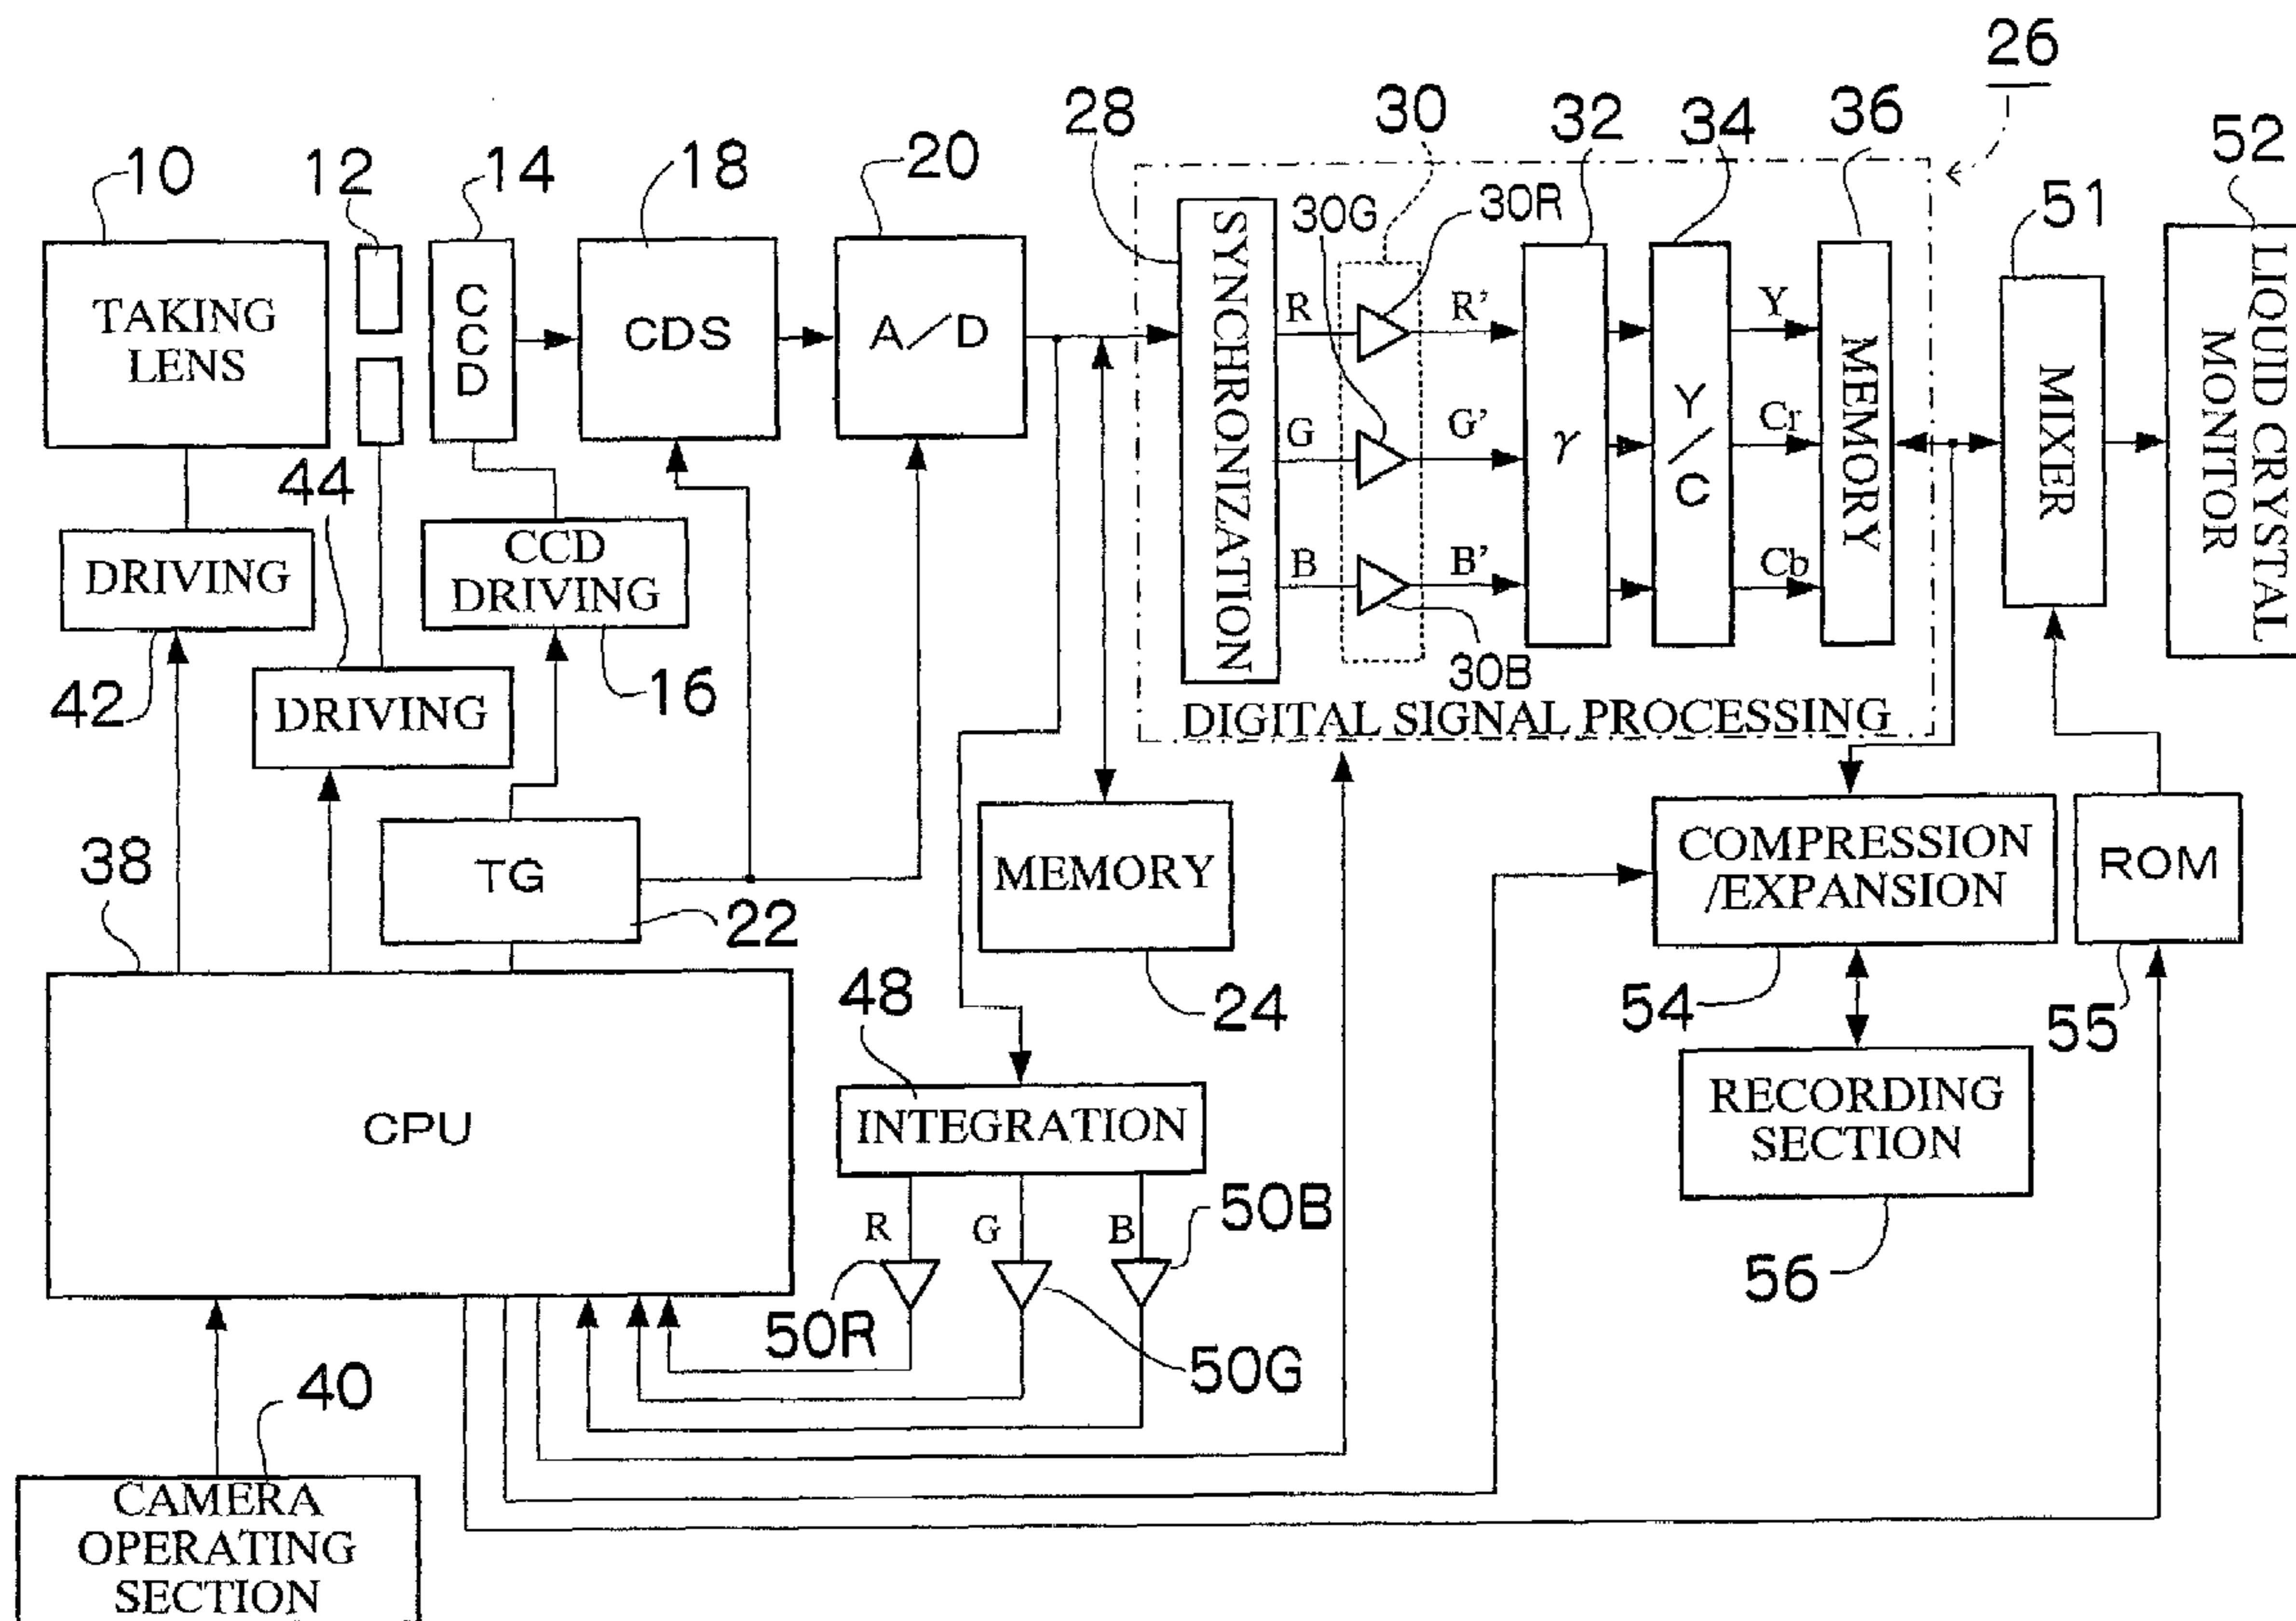 26
10
12
14
18
20
28
30
32
34
36
52
30G
30R
51
TAKING
LENS
CCD
CDS
A/D
SYNCHRONIZATION
R
R'
G
G'
B
B'
γ
Y/C
Y
Cr
Cb
MEMORY
MIXER
LIQUID CRYSTAL
MONITOR
44
DRIVING
CCD
DRIVING
42
16
30B
DRIVING
DIGITAL SIGNAL PROCESSING
38
TG
22
MEMORY
24
COMPRESSION
/EXPANSION
ROM
54
55
48
CPU
INTEGRATION
RECORDING
SECTION
56
R
G
B
50B
50R
50G
40
CAMERA
OPERATING
SECTION